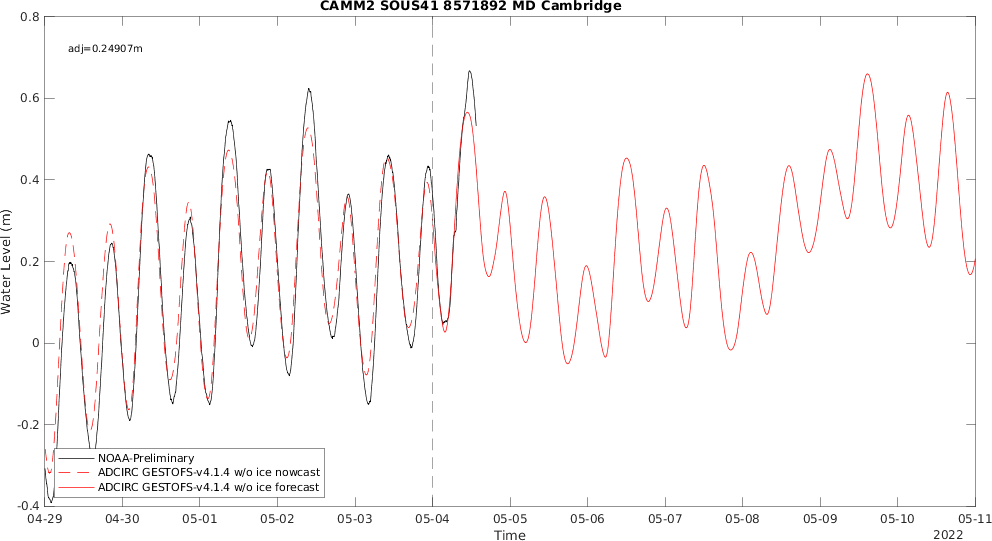 CAMM2 SOUS41 8571892 MD Cambridge
0.8
adj=0.24907m
0.6
0.4
0.2
0
-0.2
-0.4
Water Level (m)
NOAA-Preliminary
ADCIRC GESTOFS-v4.1.4 w/o ice nowcast
ADCIRC GESTOFS-v4.1.4 w/o ice forecast
04-29 04-30 05-01 05-02 05-03 05-04 05-05 05-06 05-07 05-08 05-09 05-10 05-11
Time
2022